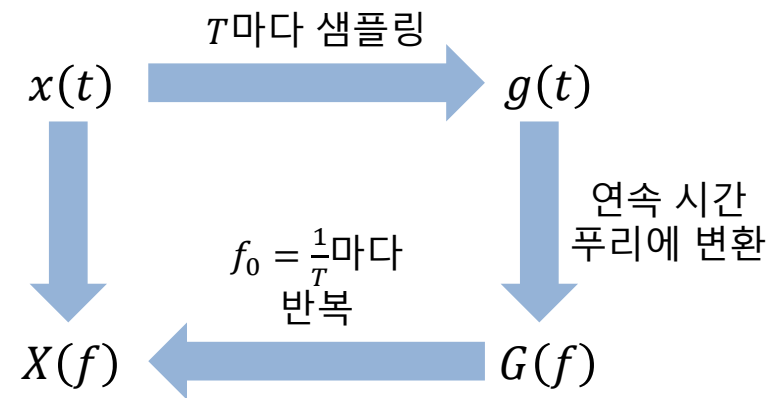 T마다 샘플링
x(t)
g(t)
연속 시간
푸리에 변환
f₀ = 1/T마다
반복
X(f)
G(f)